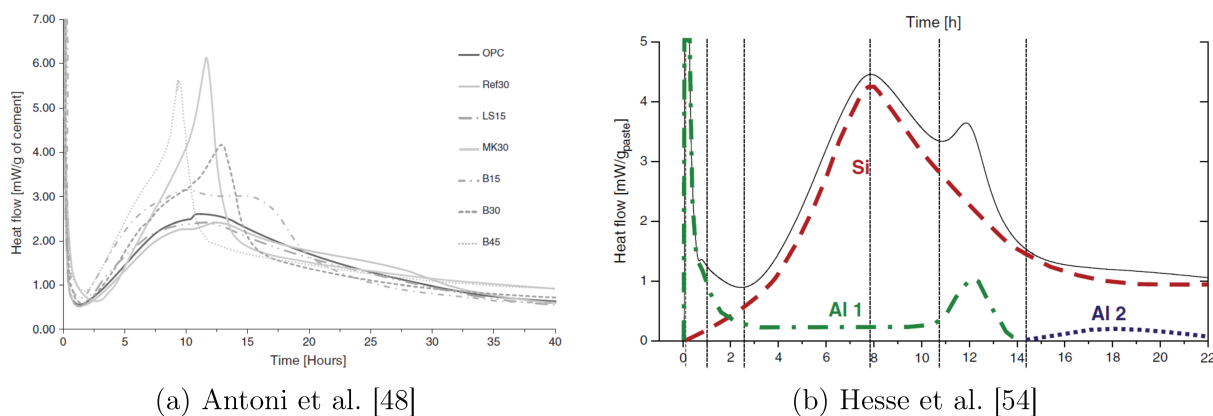 7.00
6.00
5.00
4.00
3.00
2.00
1.00
0.00
Heat flow [mW/g of cement]
0 5 10 15 20 25 30 35 40
Time [Hours]
OPC
Ref30
LS15
MK30
B15
B30
B45
(a) Antoni et al. [48]
Time [h]
5
4
3
2
1
0
Heat flow [mW/gpaste]
Si
Al 1
Al 2
0 2 4 6 8 10 12 14 16 18 20 22
(b) Hesse et al. [54]